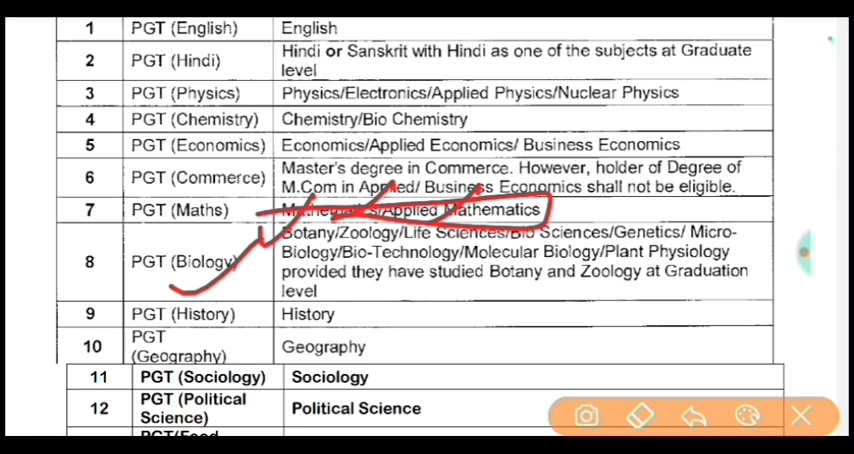 1 PGT (English) English
2 PGT (Hindi) Hindi or Sanskrit with Hindi as one of the subjects at Graduate
level
3 PGT (Physics) Physics/Electronics/Applied Physics/Nuclear Physics
4 PGT (Chemistry) Chemistry/Bio Chemistry
5 PGT (Economics) Economics/Applied Economics/ Business Economics
6 PGT (Commerce) Master's degree in Commerce. However, holder of Degree of
M.Com in Applied/ Business Economics shall not be eligible.
7 PGT (Maths) Mathematics/Applied Mathematics
8 PGT (Biology) Botany/Zoology/Life Sciences/Bio Sciences/Genetics/ Micro-
Biology/Bio-Technology/Molecular Biology/Plant Physiology
provided they have studied Botany and Zoology at Graduation
level
9 PGT (History) History
10 PGT
(Geography) Geography
11 PGT (Sociology) Sociology
12 PGT (Political
Science) Political Science
PGT(Food